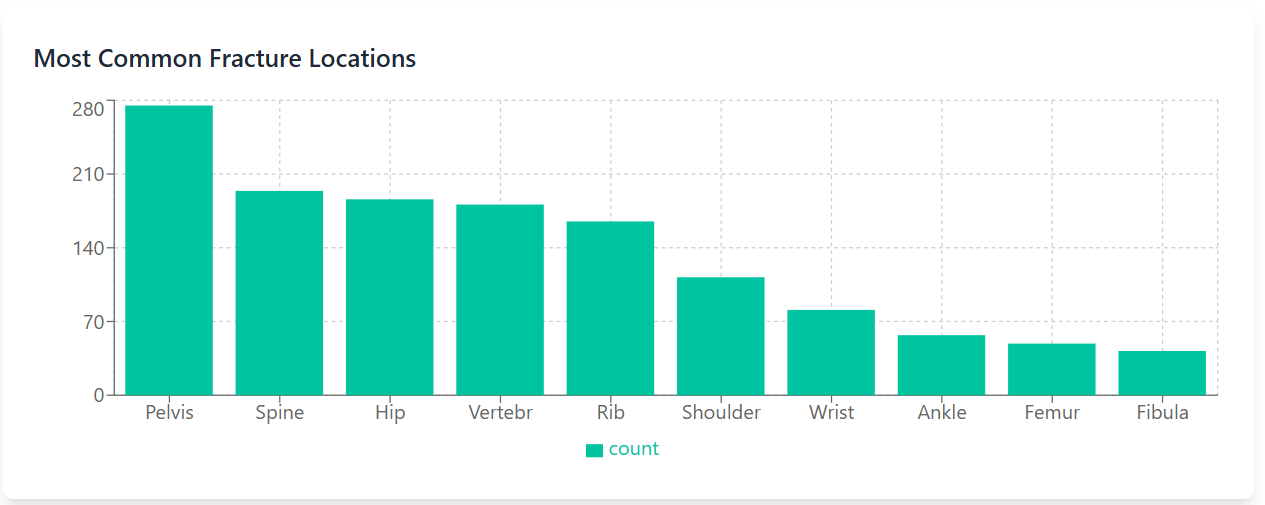 Most Common Fracture Locations
280
210
140
70
0
Pelvis Spine Hip Vertebr Rib Shoulder Wrist Ankle Femur Fibula
count